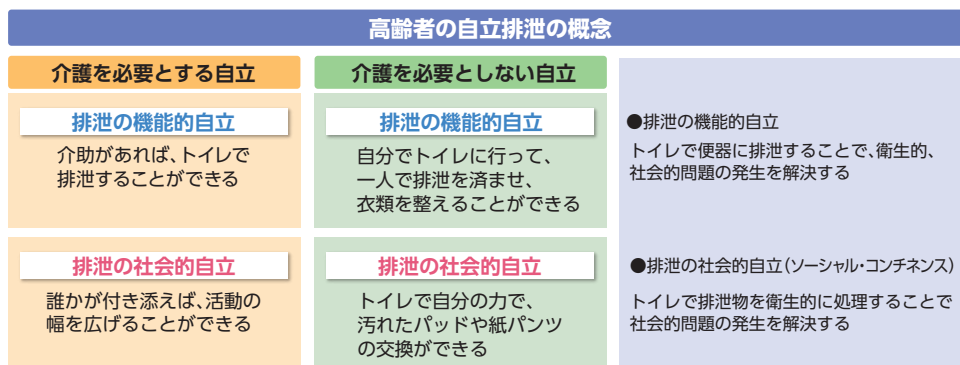 高齢者の自立排泄の概念
介護を必要とする自立
介護を必要としない自立
排泄の機能的自立
介助があれば、トイレで
排泄することができる
排泄の機能的自立
自分でトイレに行って、
一人で排泄を済ませ、
衣類を整えることができる
●排泄の機能的自立
トイレで便器に排泄することで、衛生的、
社会的問題の発生を解決する
排泄の社会的自立
誰かが付き添えば、活動の
幅を広げることができる
排泄の社会的自立
トイレで自分の力で、
汚れたパッドや紙パンツ
の交換ができる
●排泄の社会的自立(ソーシャル・コンチネンス)
トイレで排泄物を衛生的に処理することで
社会的問題の発生を解決する